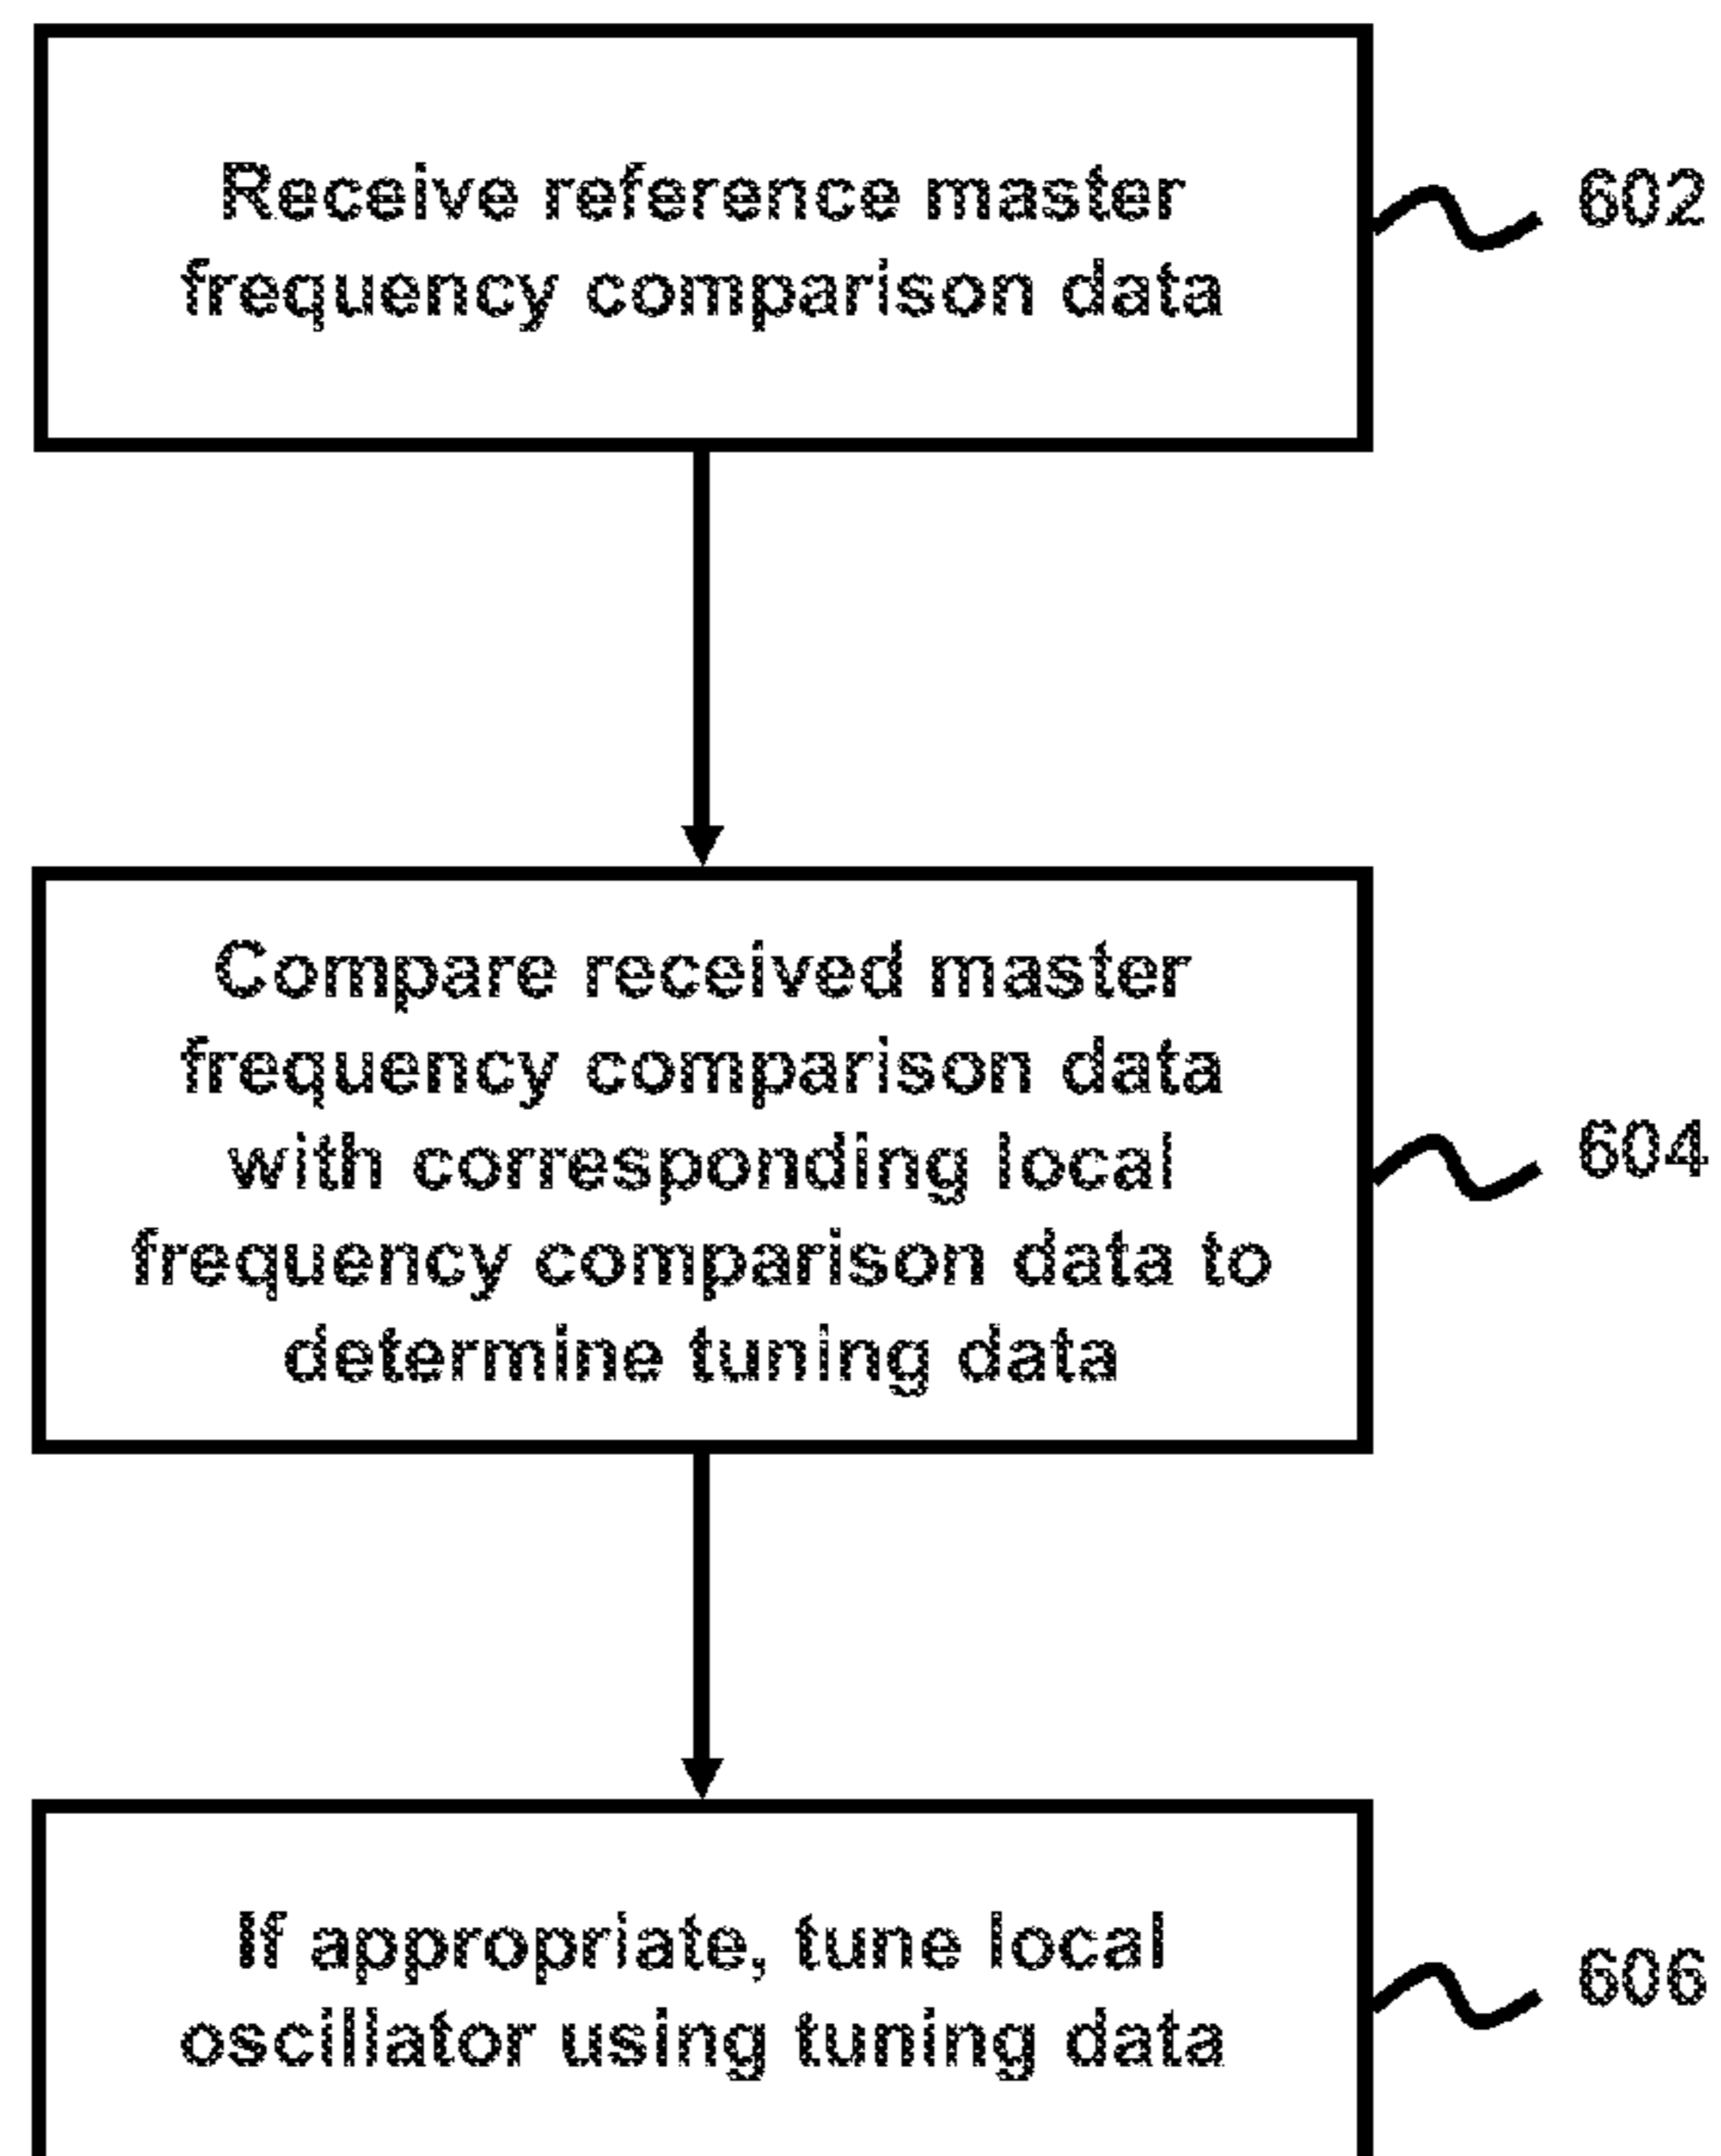 Receive reference master
frequency comparison data
602
Compare received master
frequency comparison data
with corresponding local
frequency comparison data to
determine tuning data
604
If appropriate, tune local
oscillator using tuning data
606